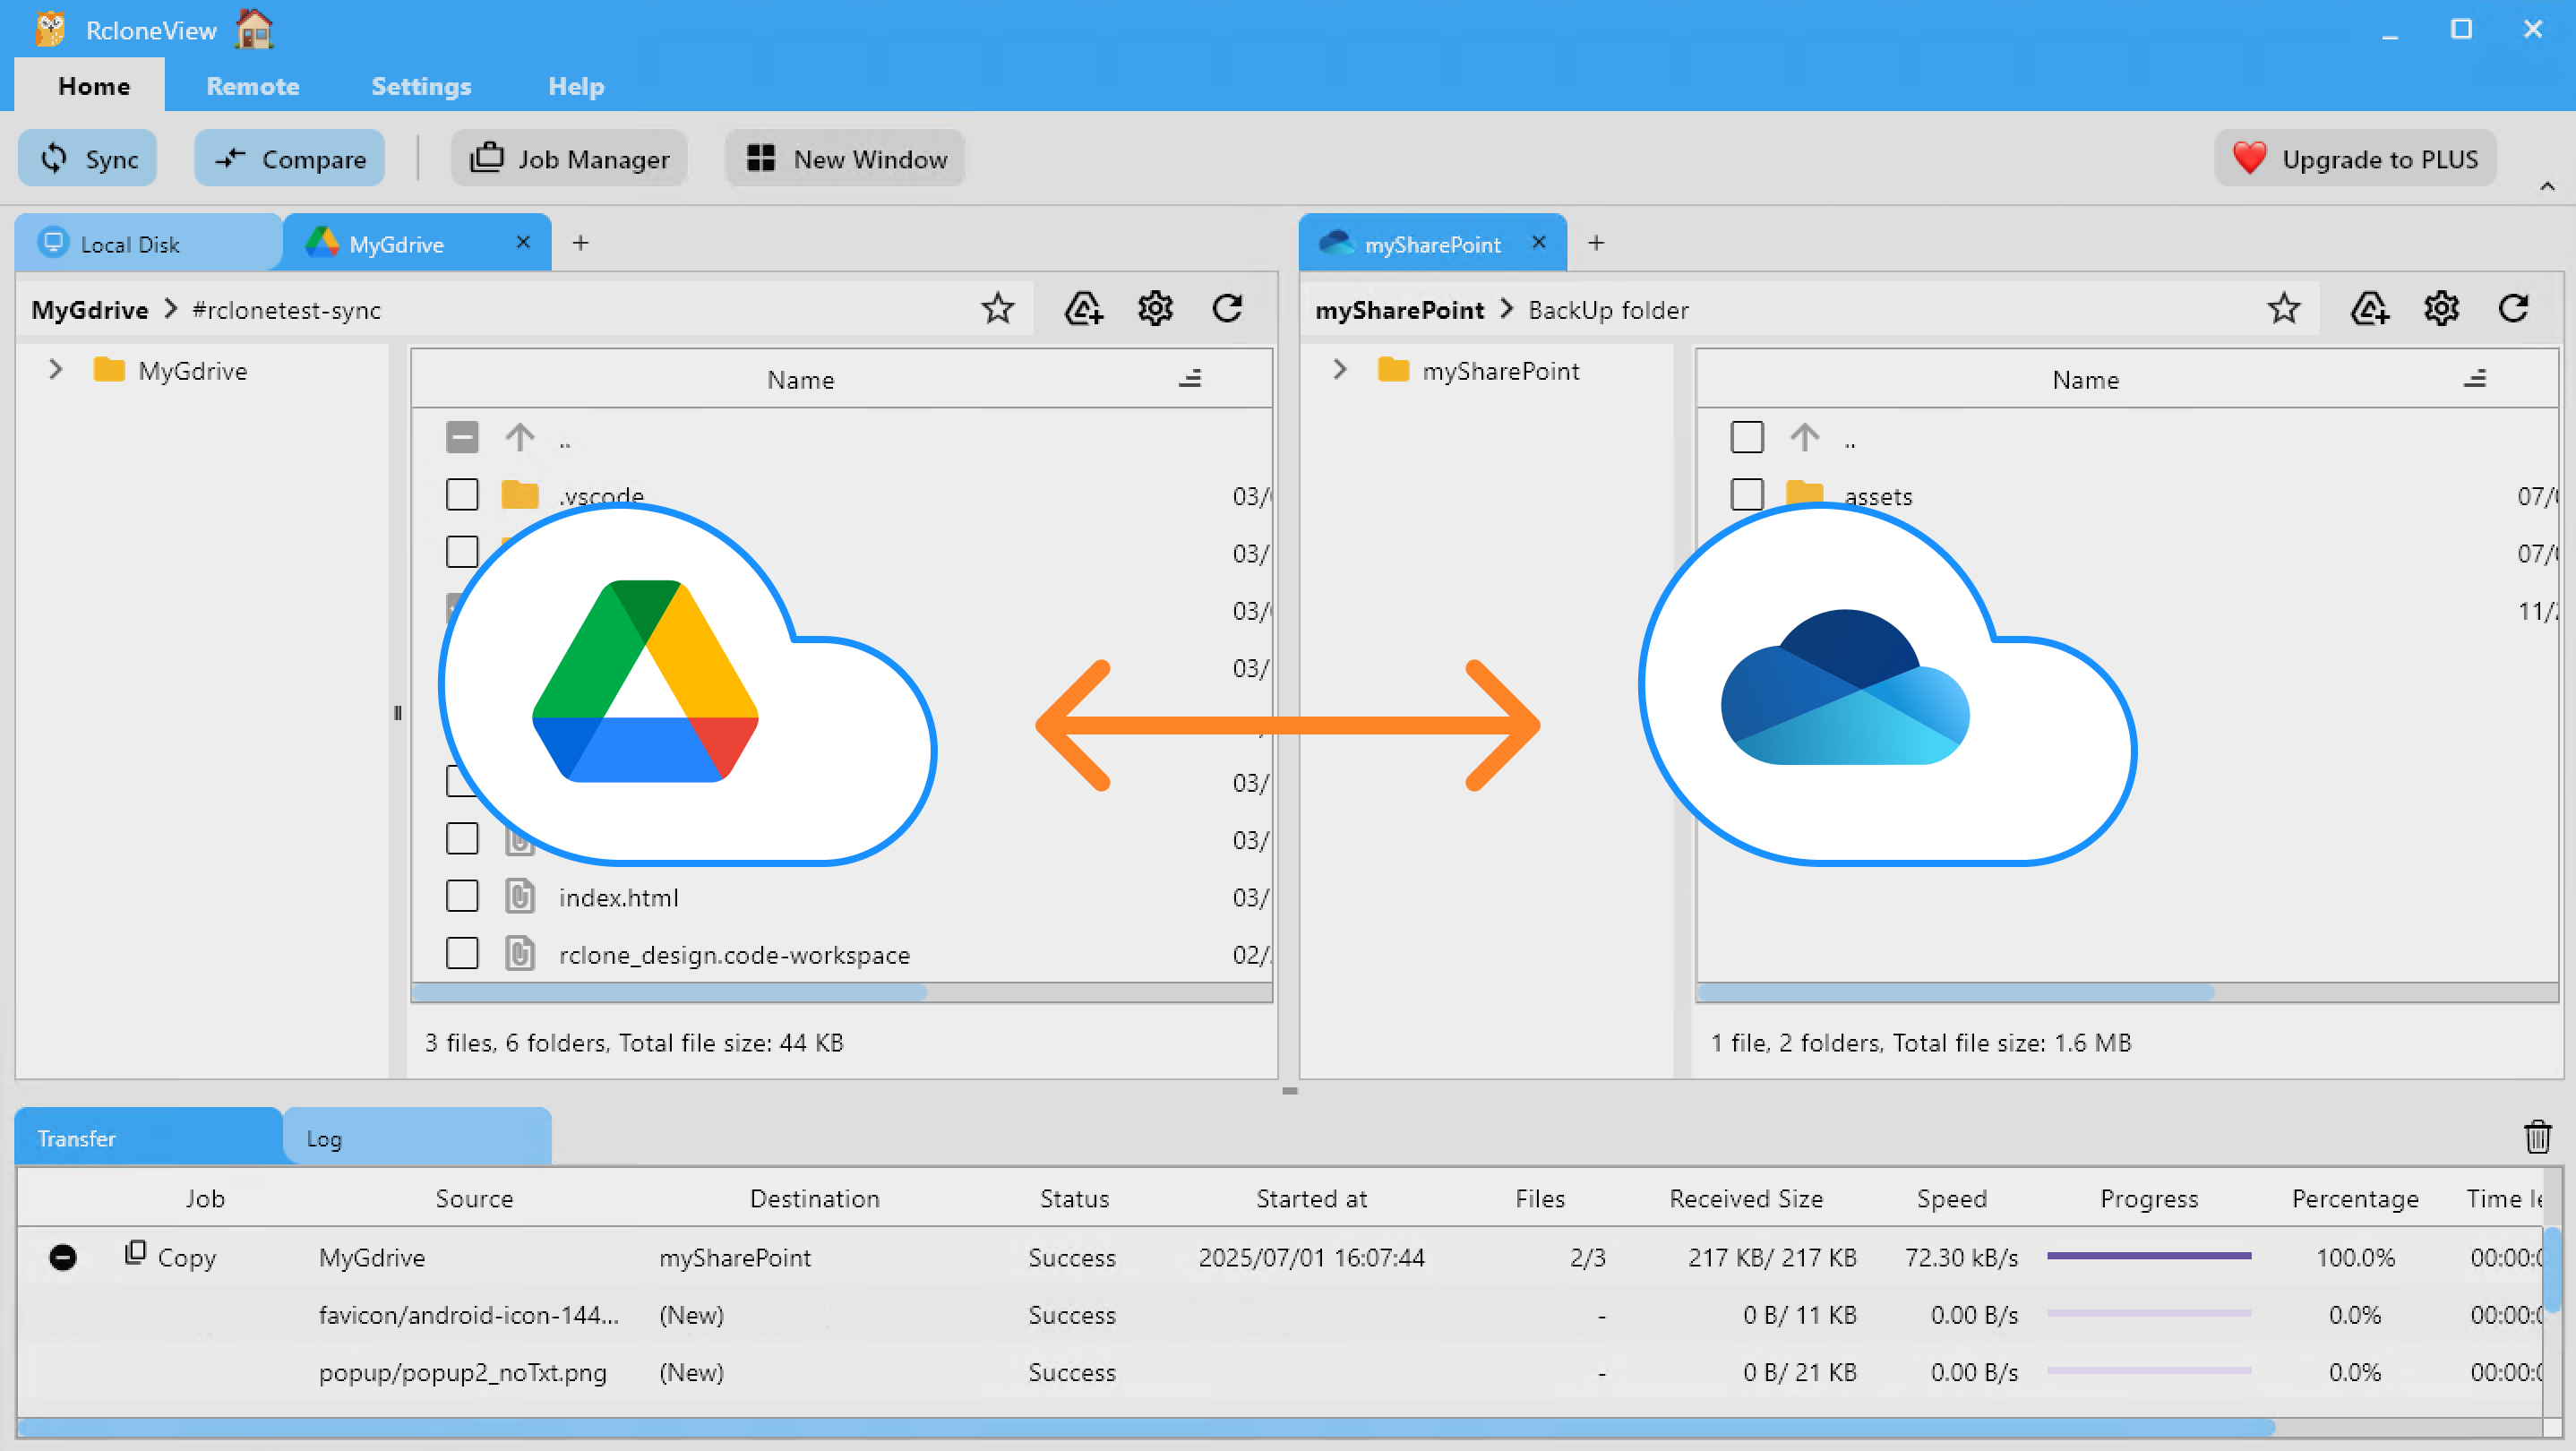 RcloneView
Home Remote Settings Help
Sync Compare Job Manager New Window Upgrade to PLUS
Local Disk MyGdrive mySharePoint
MyGdrive #rclonetest-sync
mySharePoint BackUp folder
MyGdrive
Name
..
.vscode 03/
03/
03/
03/
03/
03/
index.html 03/
rclone_design.code-workspace 02/
3 files, 6 folders, Total file size: 44 KB
mySharePoint
Name
..
assets 07/
07/
11/
1 file, 2 folders, Total file size: 1.6 MB
Transfer Log
Job Source Destination Status Started at Files Received Size Speed Progress Percentage Time
Copy MyGdrive mySharePoint Success 2025/07/01 16:07:44 2/3 217 KB/ 217 KB 72.30 kB/s 100.0% 00:00:
favicon/android-icon-144... (New) Success - 0 B/ 11 KB 0.00 B/s 0.0% 00:00:
popup/popup2_noTxt.png (New) Success - 0 B/ 21 KB 0.00 B/s 0.0% 00:00: